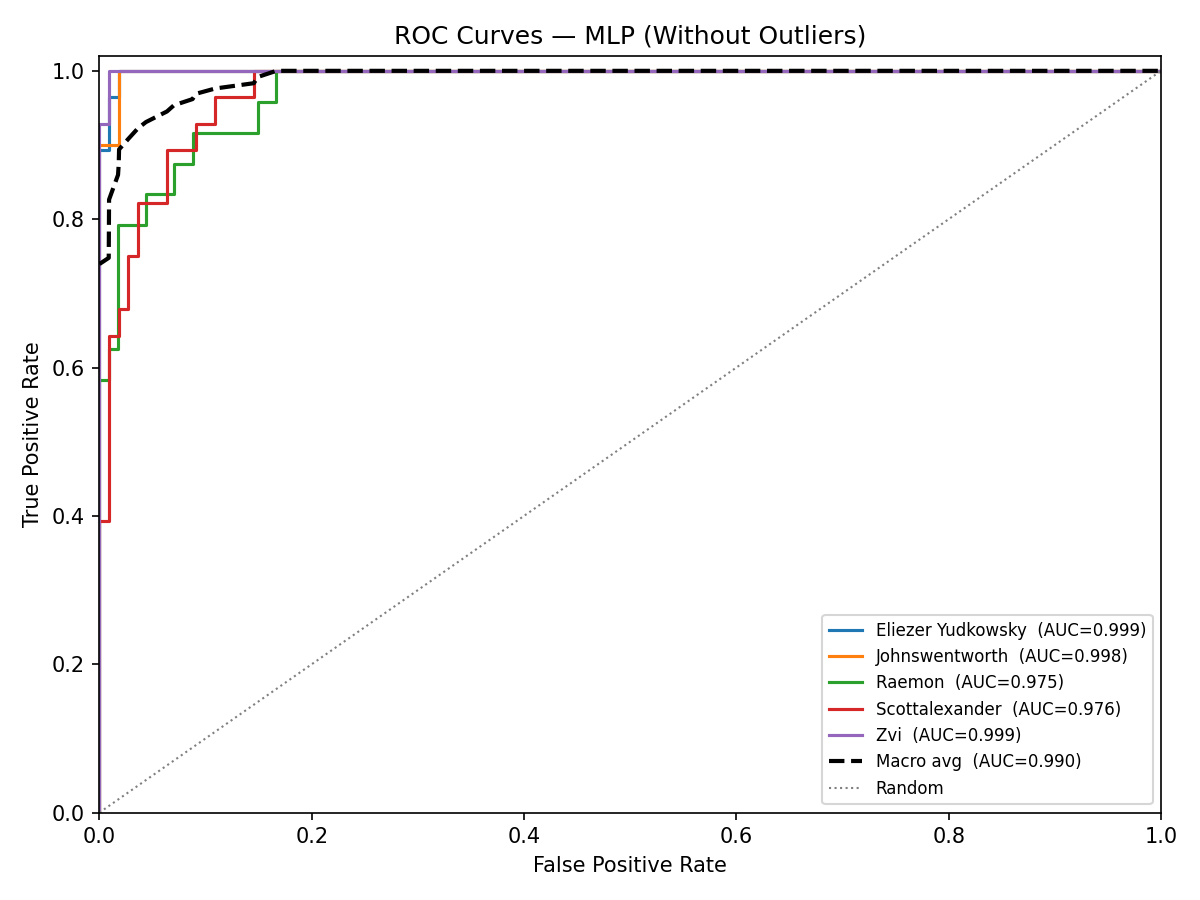 ROC Curves — MLP (Without Outliers)
1.0
0.8
0.6
0.4
0.2
0.0
True Positive Rate
0.0 0.2 0.4 0.6 0.8 1.0
False Positive Rate
Eliezer Yudkowsky (AUC=0.999)
Johnswentworth (AUC=0.998)
Raemon (AUC=0.975)
Scottalexander (AUC=0.976)
Zvi (AUC=0.999)
Macro avg (AUC=0.990)
Random